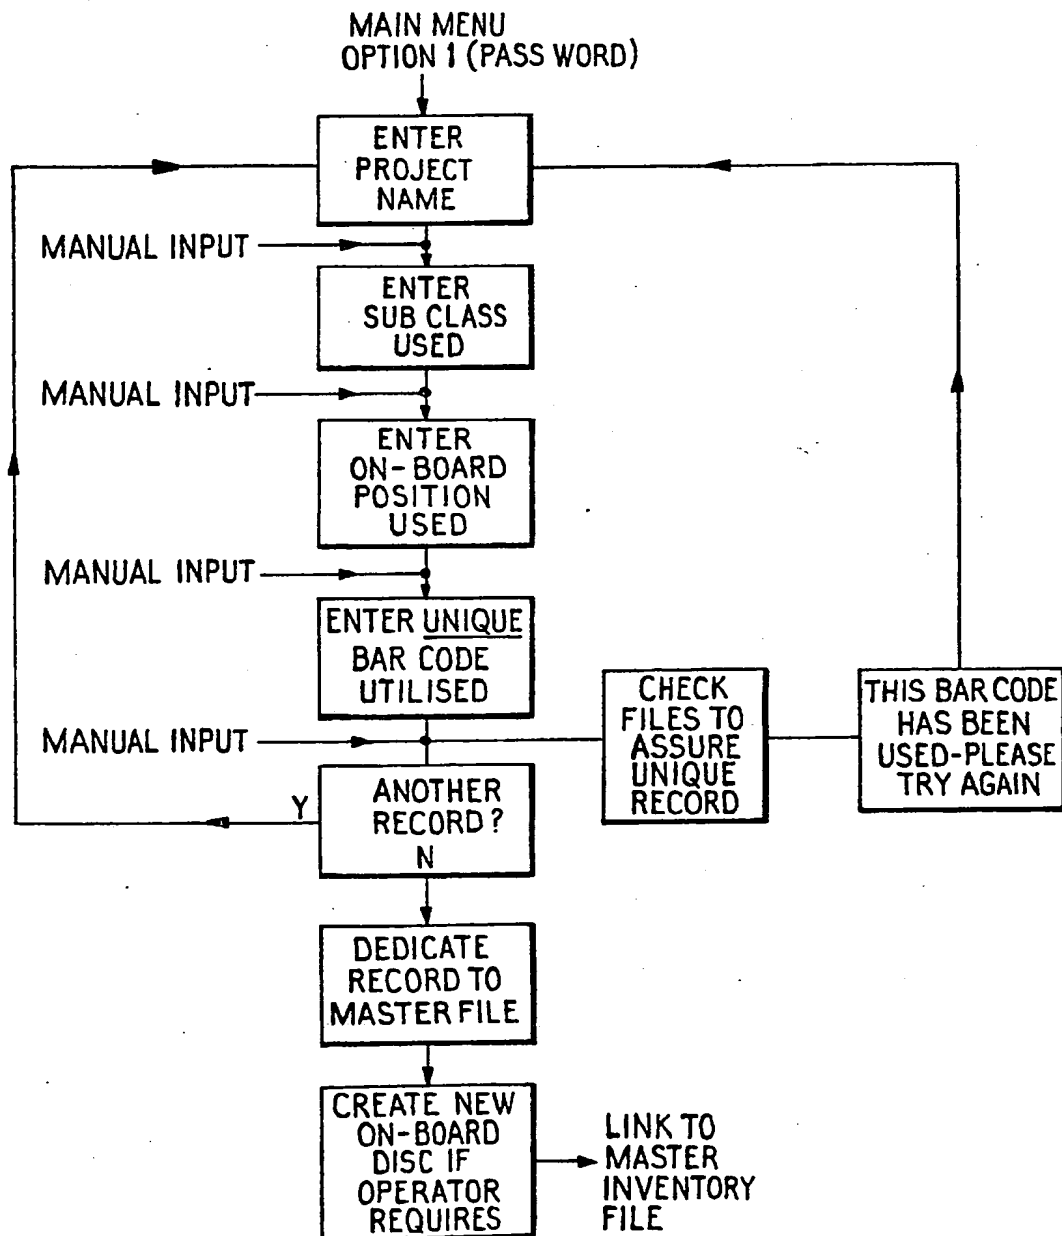 MAIN MENU
OPTION 1 (PASS WORD)
ENTER
PROJECT
NAME
MANUAL INPUT
ENTER
SUB CLASS
USED
MANUAL INPUT
ENTER
ON-BOARD
POSITION
USED
MANUAL INPUT
ENTER UNIQUE
BAR CODE
UTILISED
MANUAL INPUT
CHECK
FILES TO
ASSURE
UNIQUE
RECORD
THIS BAR CODE
HAS BEEN
USED-PLEASE
TRY AGAIN
Y
ANOTHER
RECORD?
N
DEDICATE
RECORD TO
MASTER FILE
CREATE NEW
ON-BOARD
DISC IF
OPERATOR
REQUIRES
LINK TO
MASTER
INVENTORY
FILE